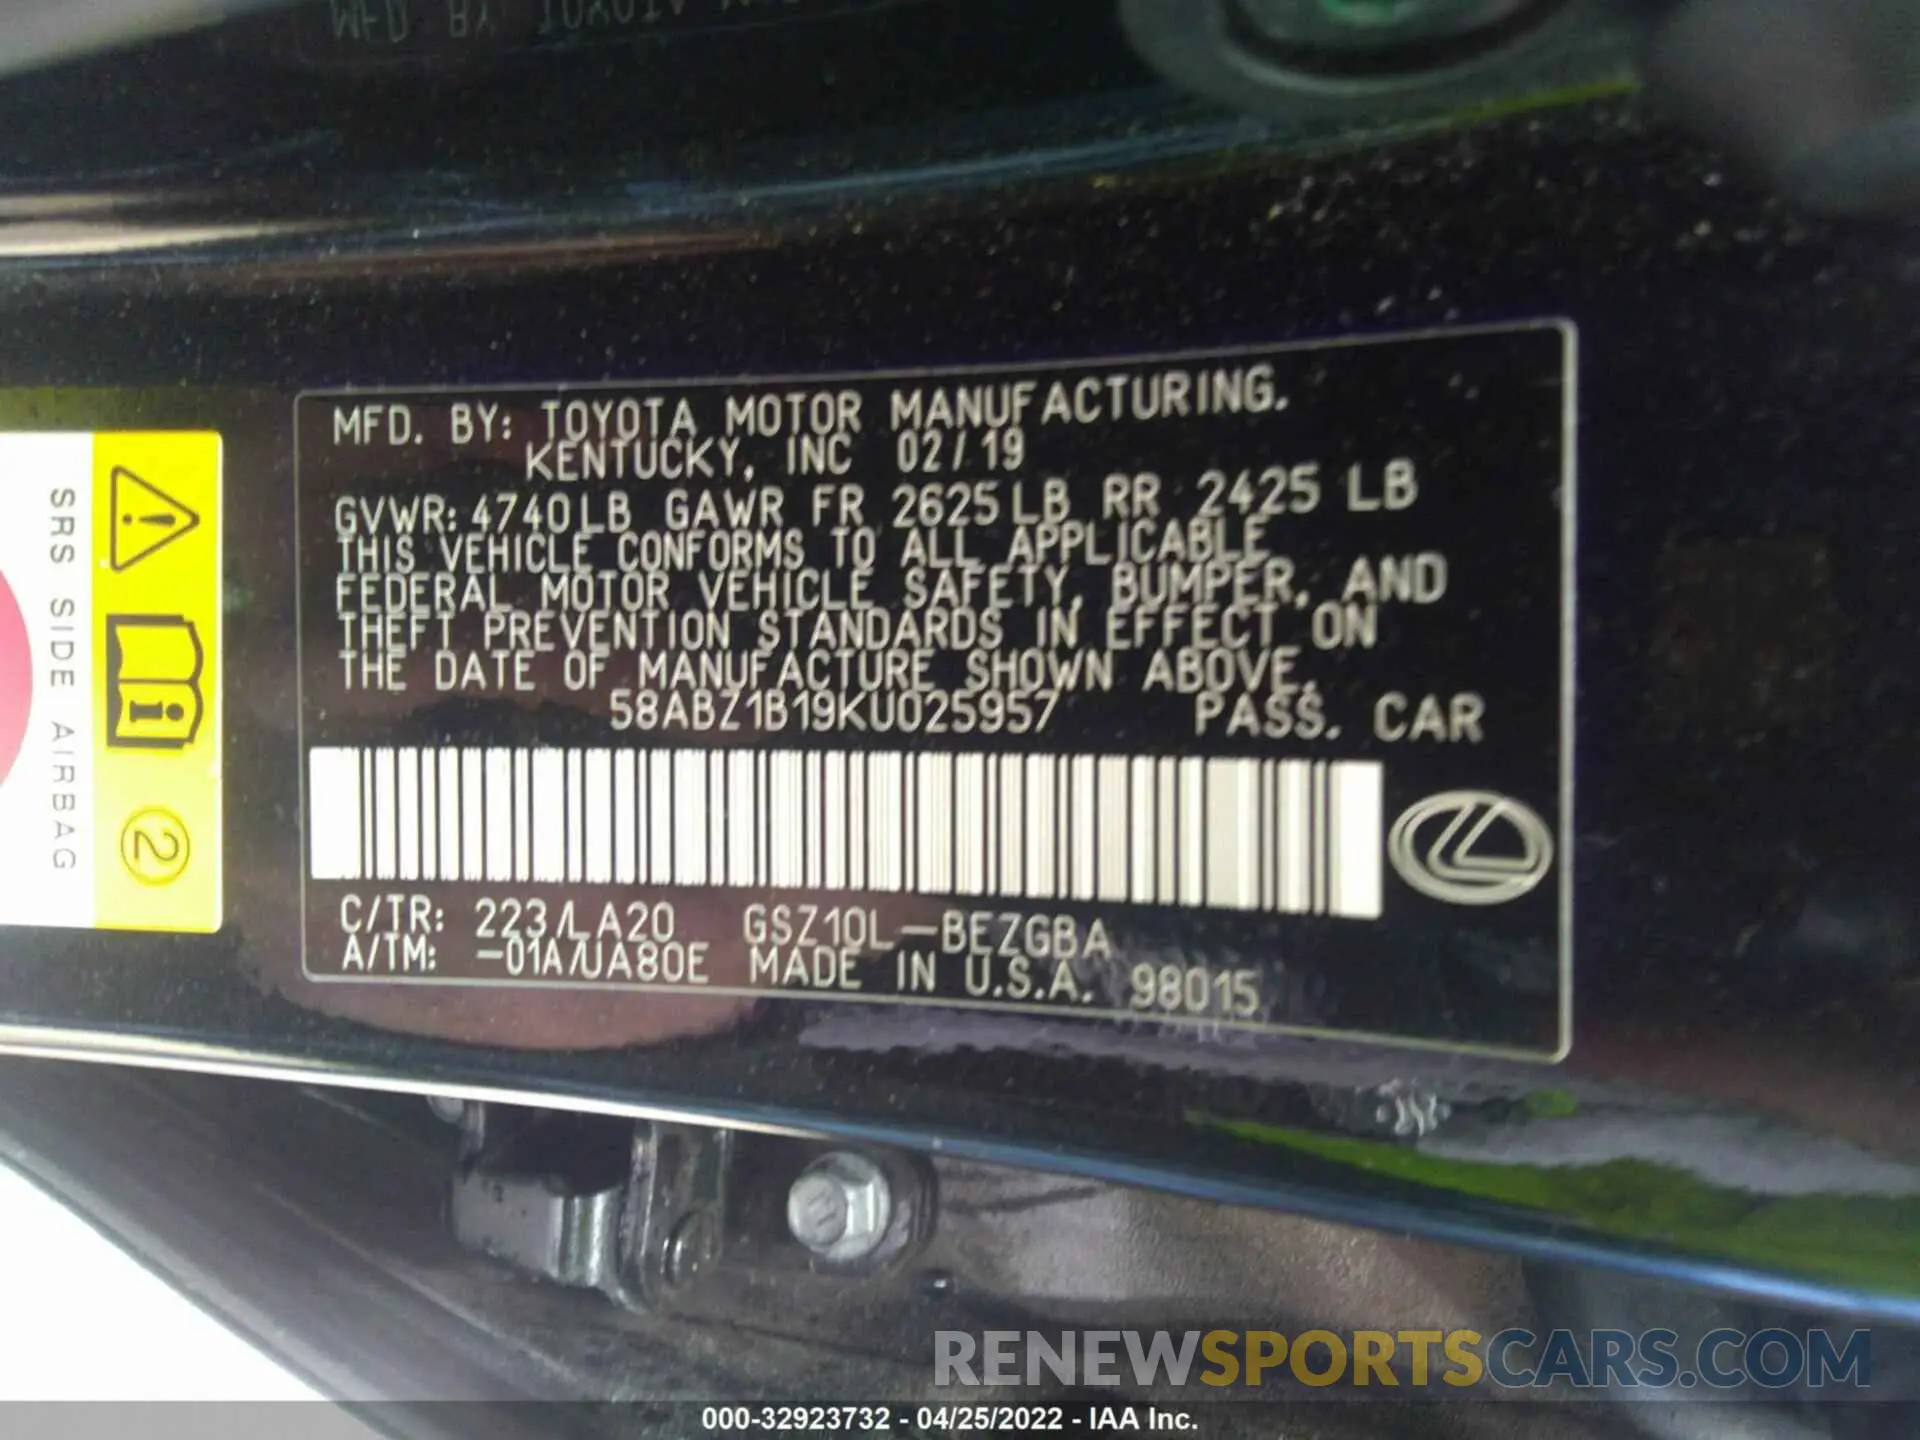 MFD. BY: TOYOTA MOTOR MANUFACTURING.
KENTUCKY, INC 02/19
GVWR: 4740LB GAWR FR 2625LB RR 2425 LB
THIS VEHICLE CONFORMS TO ALL APPLICABLE
FEDERAL MOTOR VEHICLE SAFETY, BUMPER, AND
THEFT PREVENTION STANDARDS IN EFFECT ON
THE DATE OF MANUFACTURE SHOWN ABOVE.
58ABZ1B19KU025957 PASS. CAR
C/TR: 223/LA20 GSZ10L-BEZGBA
A/TM: -01A/UA80E MADE IN U.S.A. 98015
SRS SIDE AIRBAG
2
MFD BY TOYOTA
RENEWSPORTSCARS.COM
000-32923732 - 04/25/2022 - IAA Inc.